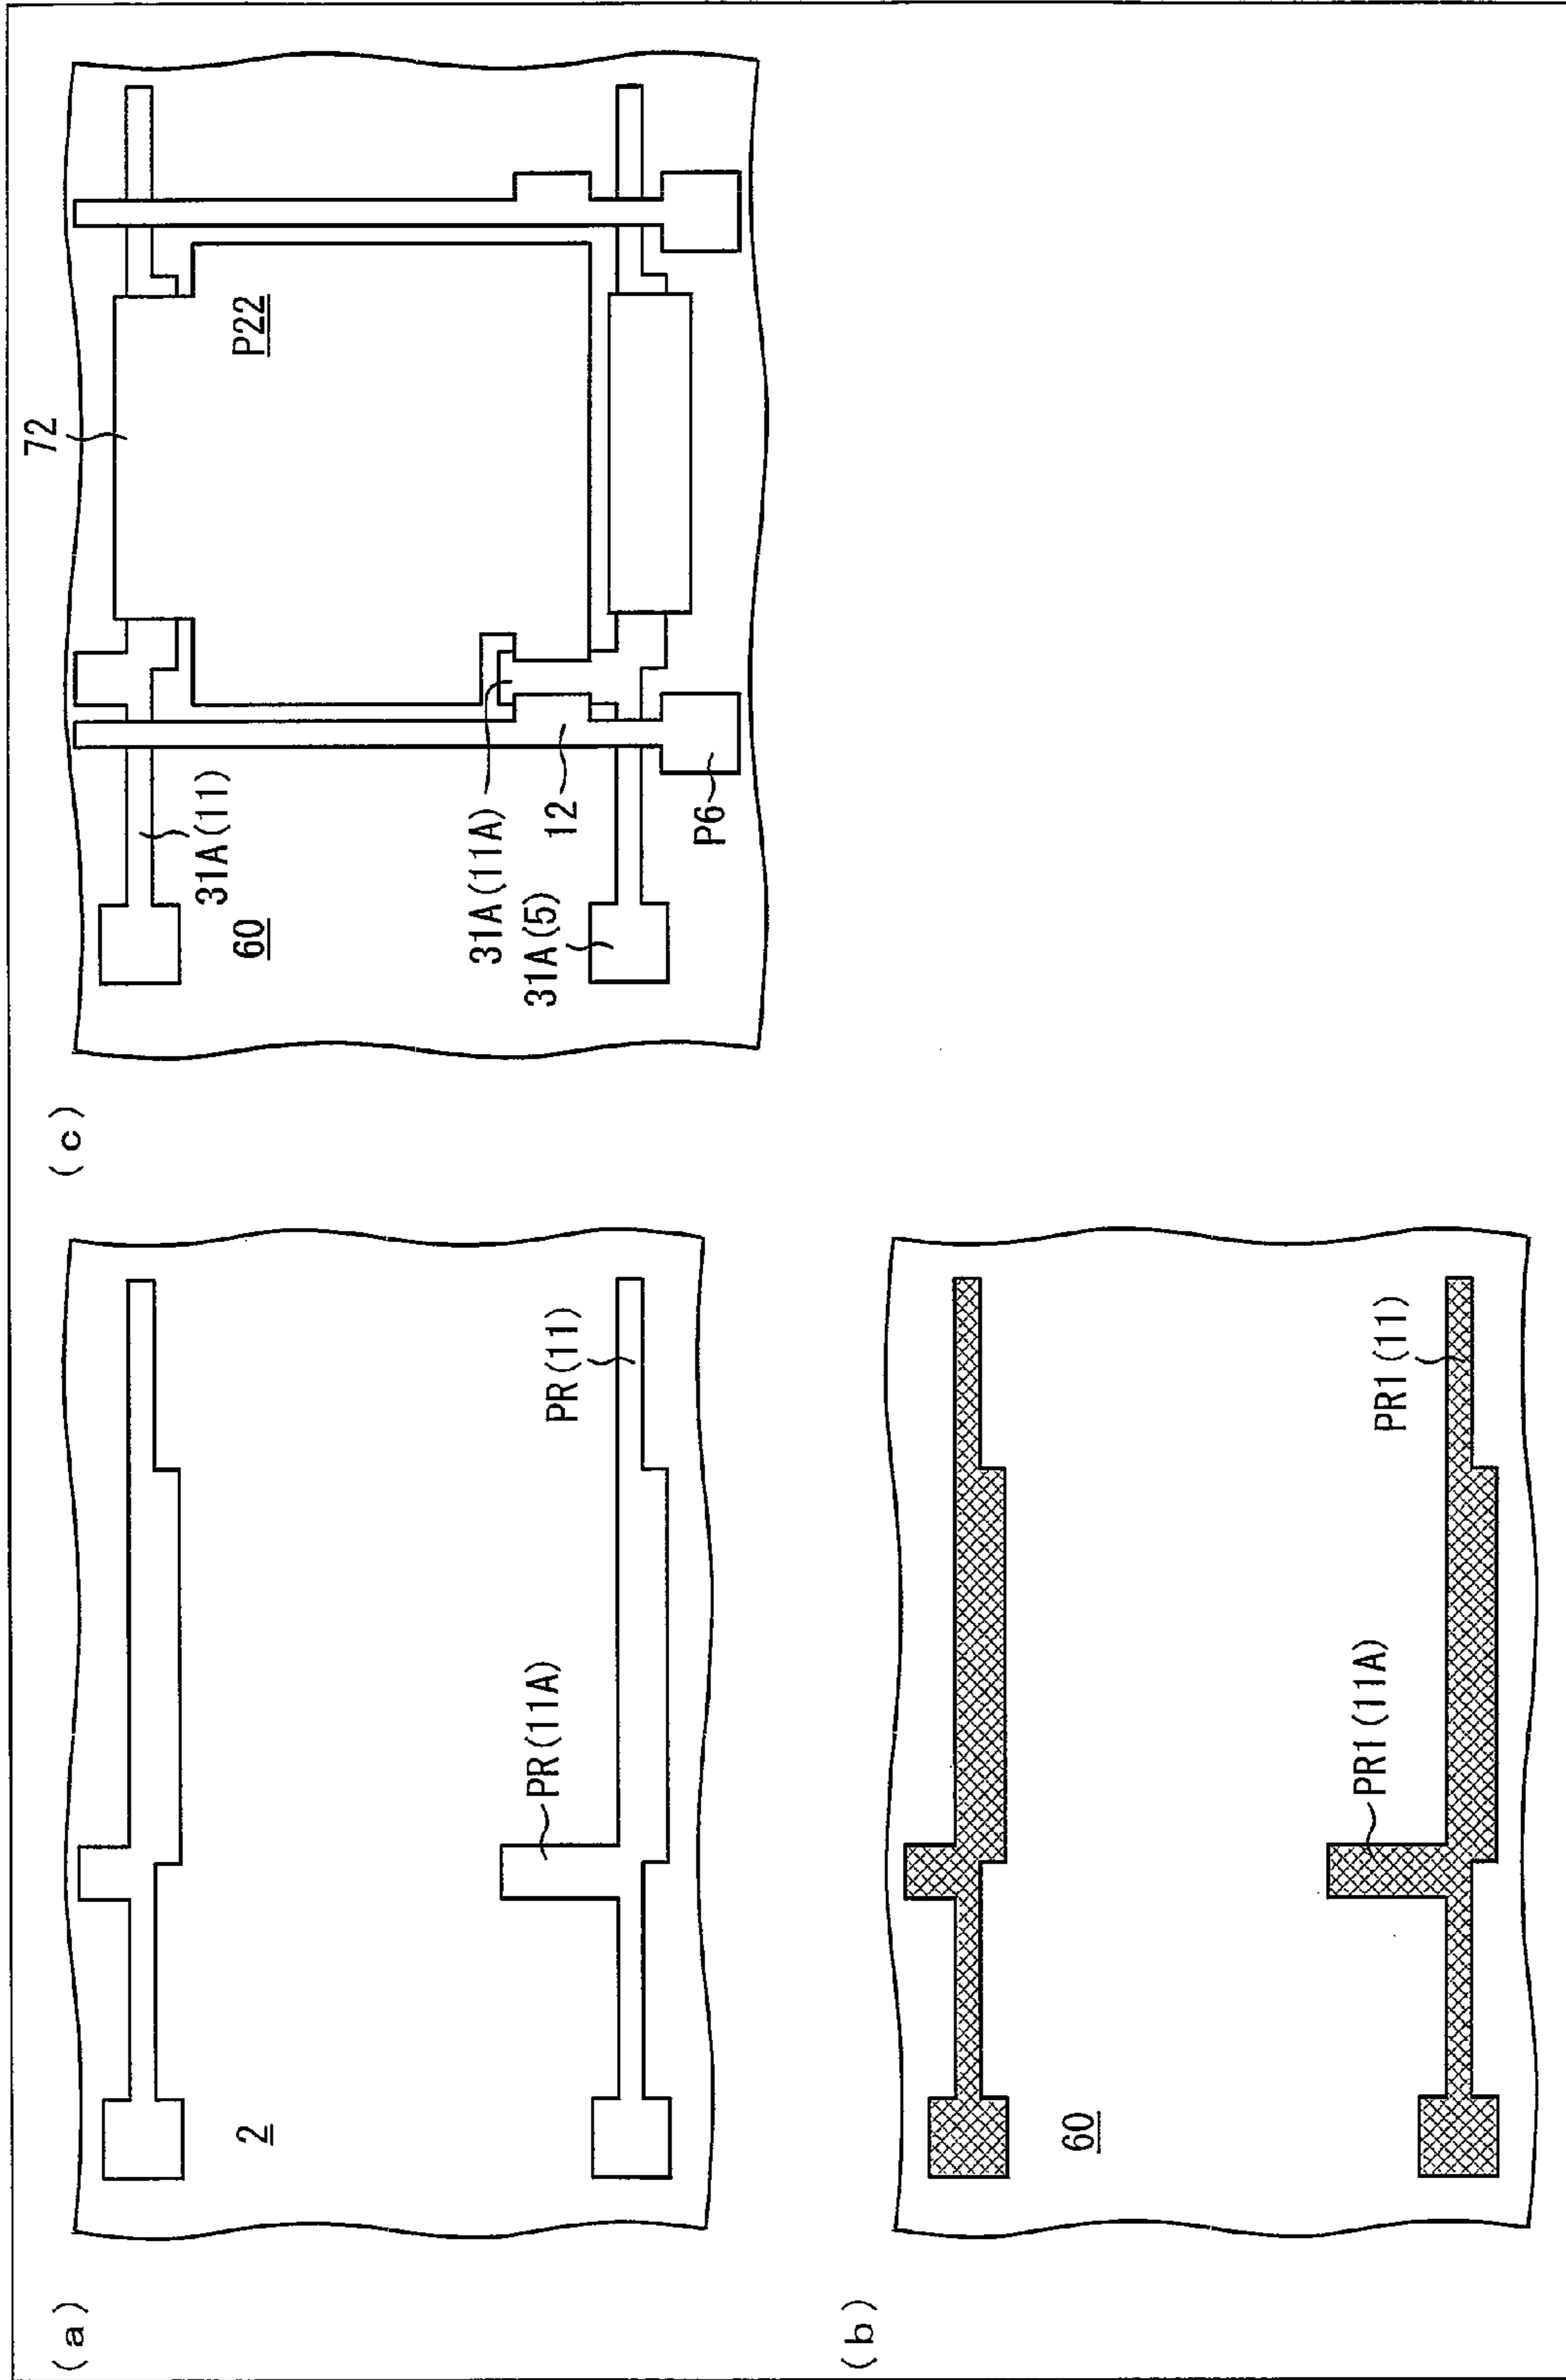 (a)
2
PR(11A)
PR(11)
(b)
60
PR1(11A)
PR1(11)
(c)
72
P22
31A(11)
60
31A(11A)
12
31A(5)
P6